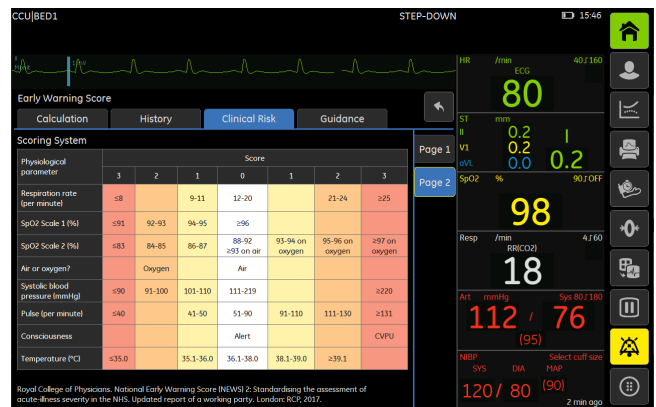 CCU|BED1 STEP-DOWN 15:46
1 mV
Early Warning Score
Calculation History Clinical Risk Guidance
Scoring System
Page 1
Page 2
Physiological parameter Score
3 2 1 0 1 2 3
Respiration rate (per minute) ≤8 9-11 12-20 21-24 ≥25
SpO2 Scale 1 (%) ≤91 92-93 94-95 ≥96
SpO2 Scale 2 (%) ≤83 84-85 86-87 88-92 ≥93 on air 93-94 on oxygen 95-96 on oxygen ≥97 on oxygen
Air or oxygen? Oxygen Air
Systolic blood pressure (mmHg) ≤90 91-100 101-110 111-219 ≥220
Pulse (per minute) ≤40 41-50 51-90 91-110 111-130 ≥131
Consciousness Alert CVPU
Temperature (°C) ≤35.0 35.1-36.0 36.1-38.0 38.1-39.0 ≥39.1
Royal College of Physicians. National Early Warning Score (NEWS) 2: Standardising the assessment of
acute-illness severity in the NHS. Updated report of a working party. London: RCP, 2017.
HR /min 40 160
ECG
80
ST mm
II 0.2 I
V1 0.2
aVL 0.0 0.2
SpO2 % 90 OFF
98
Resp /min 4 60
RR(CO2)
18
Art mmHg Sys 80 180
112 / 76
(95)
NIBP Select cuff size
SYS DIA MAP
120 / 80 (90)
2 min ago